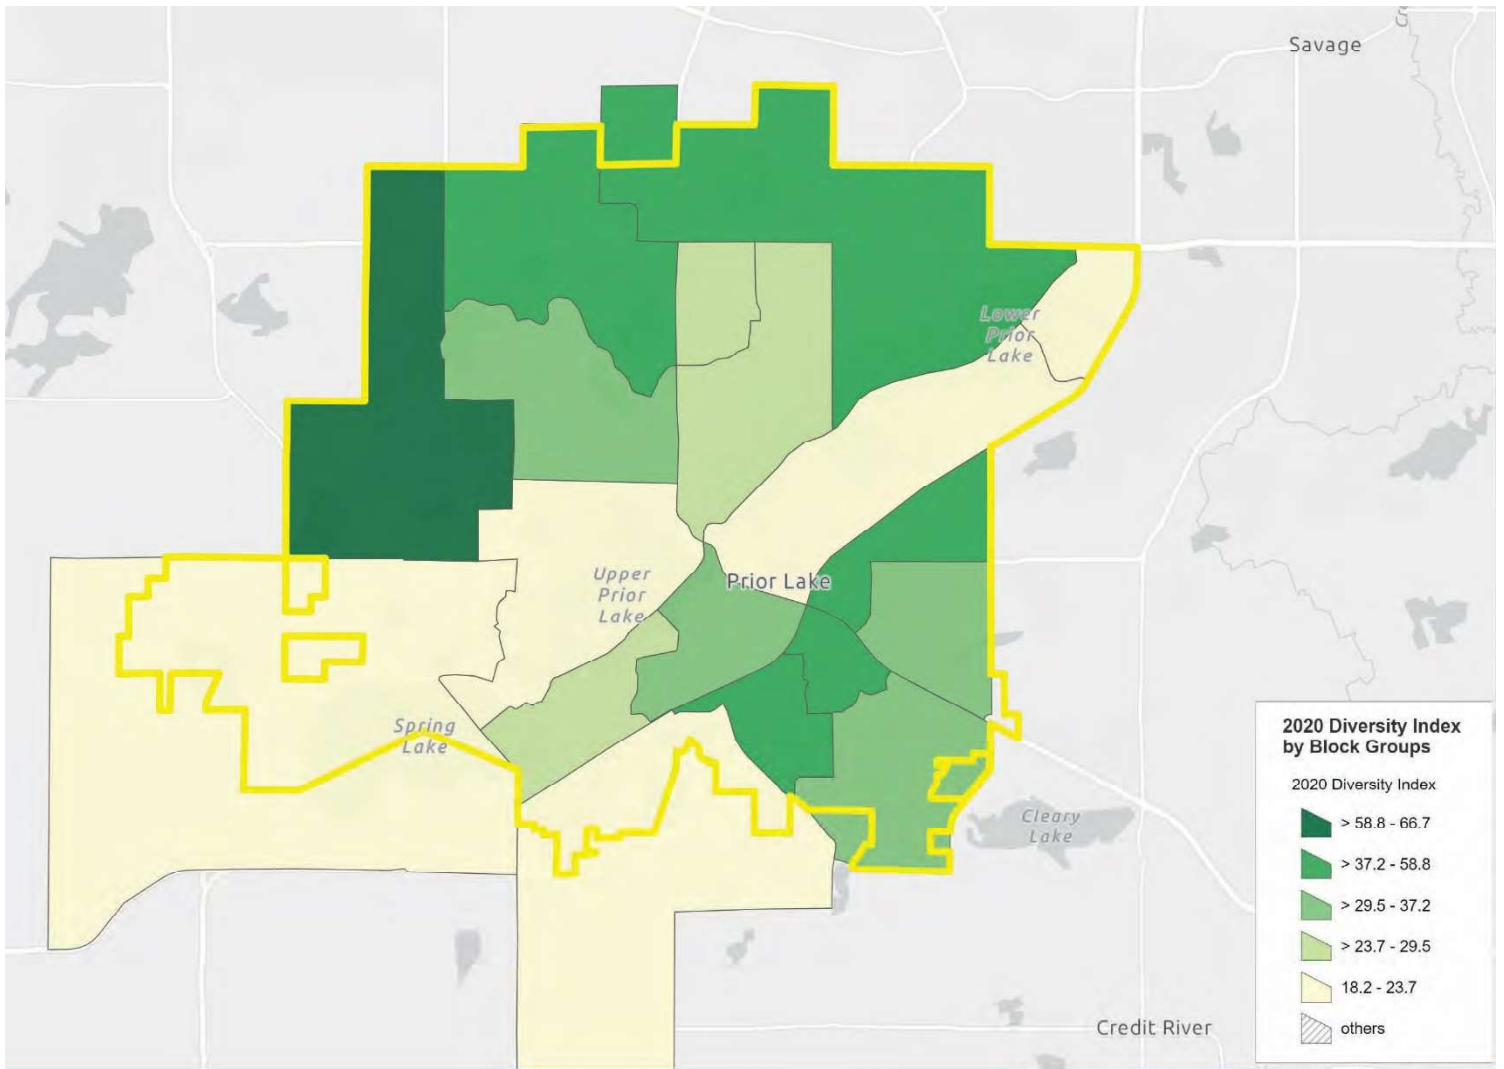 Savage
Lower
Prior
Lake
Upper
Prior
Lake
Prior Lake
Spring
Lake
Cleary
Lake
Credit River
2020 Diversity Index
by Block Groups
2020 Diversity Index
> 58.8 - 66.7
> 37.2 - 58.8
> 29.5 - 37.2
> 23.7 - 29.5
18.2 - 23.7
others